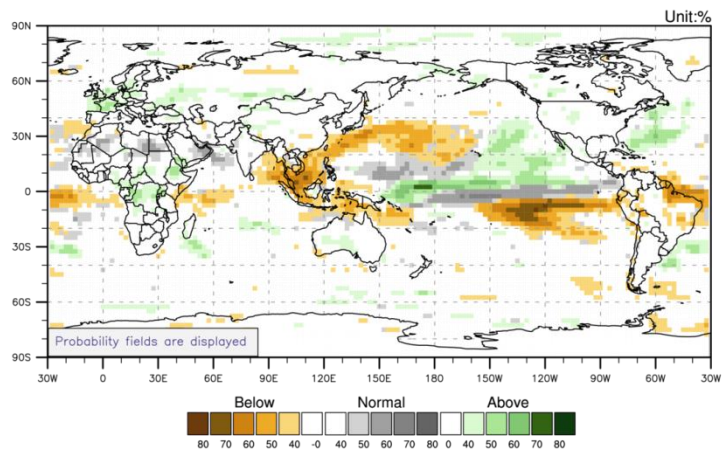 Unit:%
90N
60N
30N
0
30S
60S
90S
Probability fields are displayed
30W 0 30E 60E 90E 120E 150E 180 150W 120W 90W 60W 30W
Below Normal Above
80 70 60 50 40 -0 40 50 60 70 80 0 40 50 60 70 80